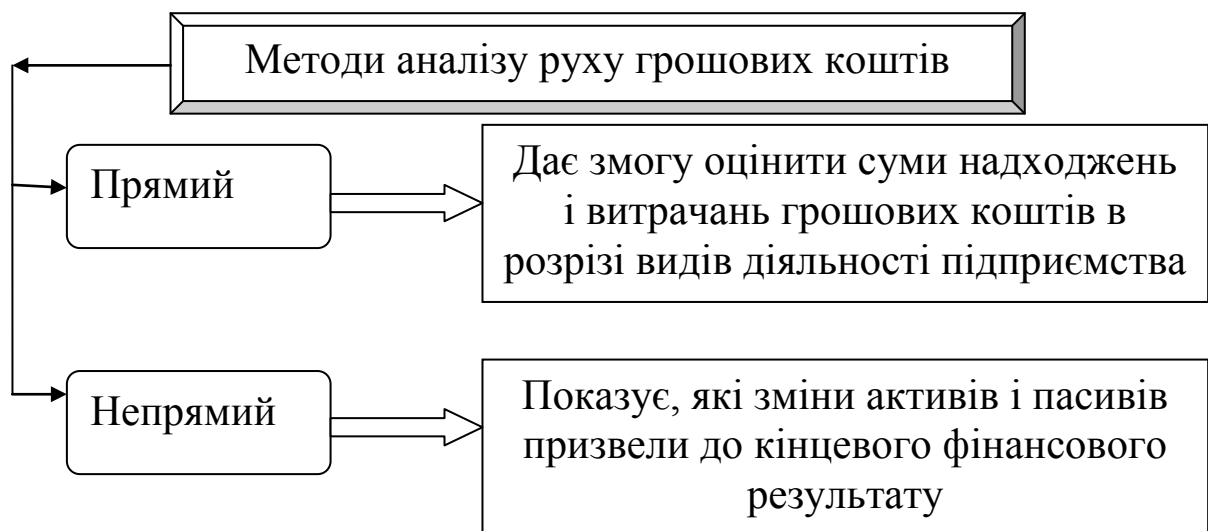 Методи аналізу руху грошових коштів
Прямий
Дає змогу оцінити суми надходжень
і витрачань грошових коштів в
розрізі видів діяльності підприємства
Непрямий
Показує, які зміни активів і пасивів
призвели до кінцевого фінансового
результату